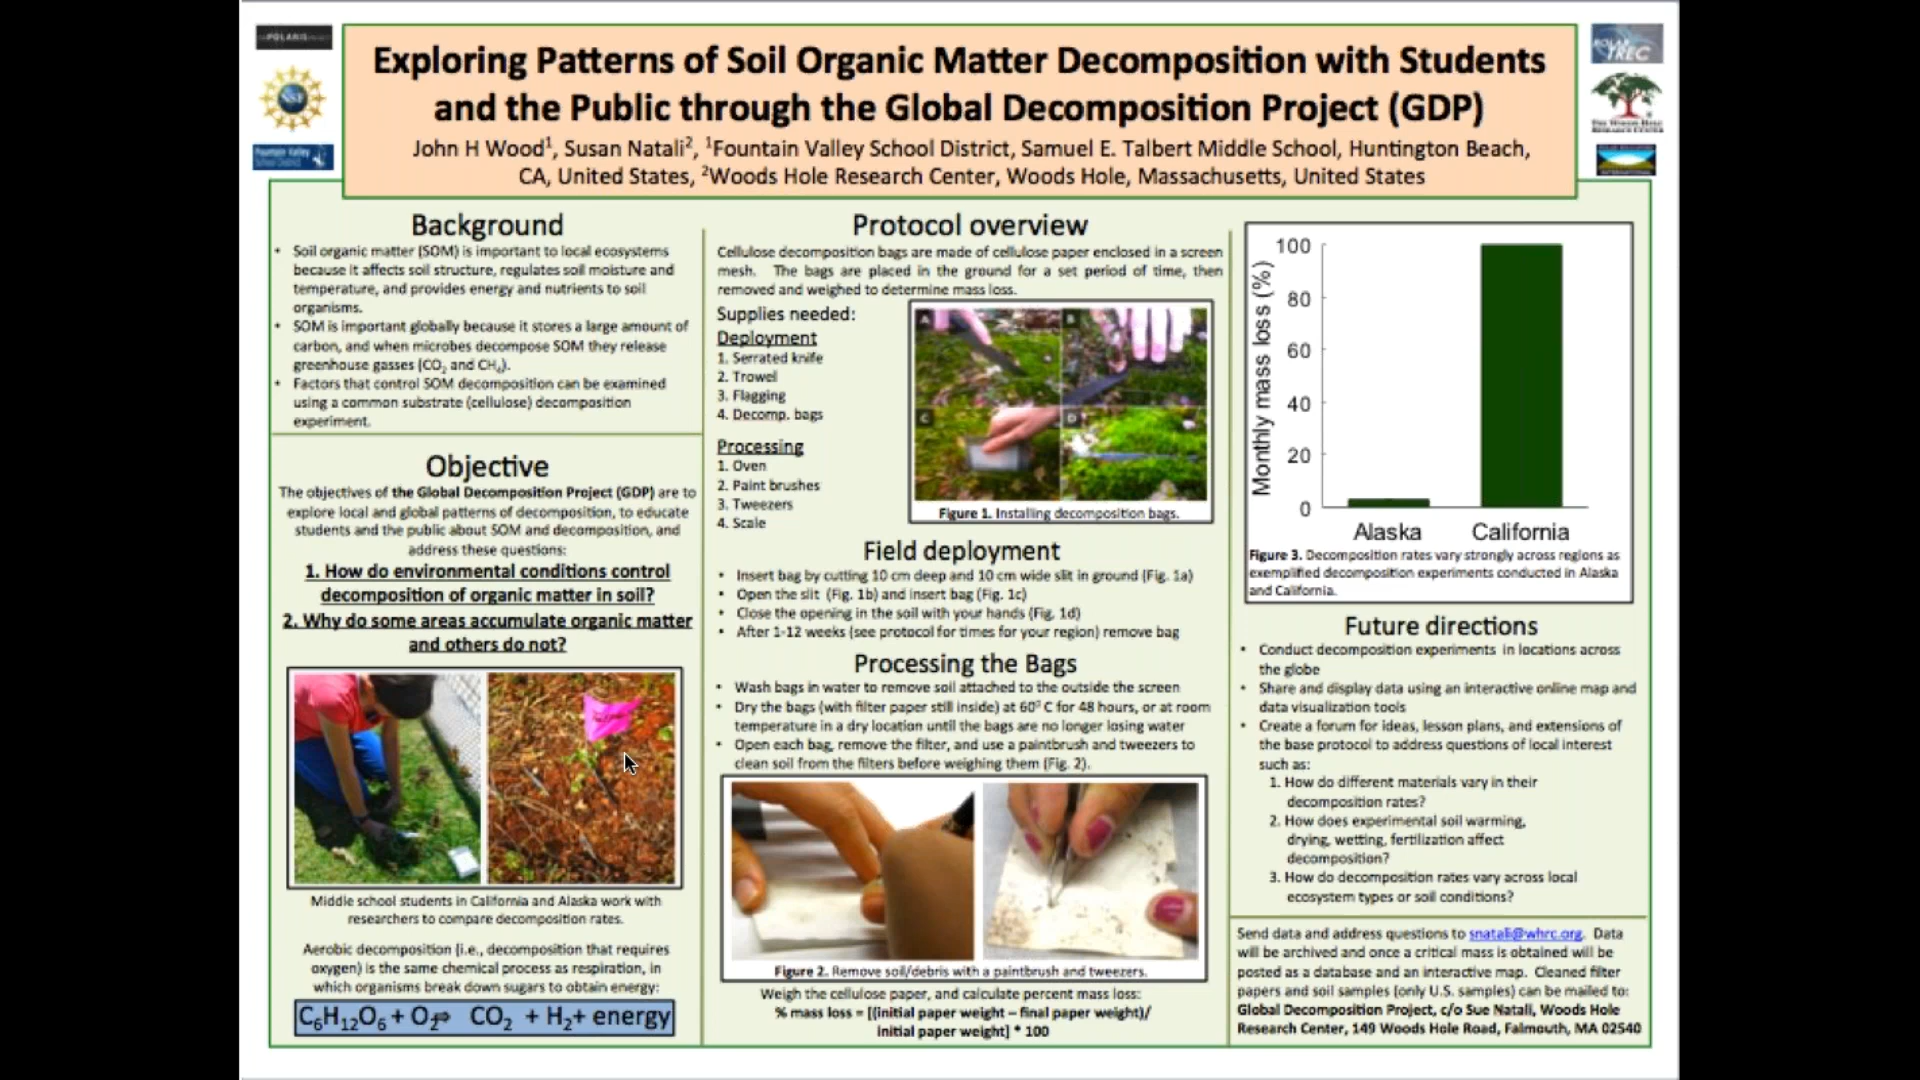 POLARIS
NSF
Fountain Valley
POLAR
TREC
THE WOODS HOLE
RESEARCH CENTER
Exploring Patterns of Soil Organic Matter Decomposition with Students
and the Public through the Global Decomposition Project (GDP)
John H Wood¹, Susan Natali², ¹Fountain Valley School District, Samuel E. Talbert Middle School, Huntington Beach,
CA, United States, ²Woods Hole Research Center, Woods Hole, Massachusetts, United States
Background
• Soil organic matter (SOM) is important to local ecosystems
because it affects soil structure, regulates soil moisture and
temperature, and provides energy and nutrients to soil
organisms.
• SOM is important globally because it stores a large amount of
carbon, and when microbes decompose SOM they release
greenhouse gasses (CO₂ and CH₄).
• Factors that control SOM decomposition can be examined
using a common substrate (cellulose) decomposition
experiment.
Objective
The objectives of the Global Decomposition Project (GDP) are to
explore local and global patterns of decomposition, to educate
students and the public about SOM and decomposition, and
address these questions:
1. How do environmental conditions control
decomposition of organic matter in soil?
2. Why do some areas accumulate organic matter
and others do not?
Middle school students in California and Alaska work with
researchers to compare decomposition rates.
Aerobic decomposition (i.e., decomposition that requires
oxygen) is the same chemical process as respiration, in
which organisms break down sugars to obtain energy:
C₆H₁₂O₆ + O₂⇒ CO₂ + H₂+ energy
Protocol overview
Cellulose decomposition bags are made of cellulose paper enclosed in a screen
mesh. The bags are placed in the ground for a set period of time, then
removed and weighed to determine mass loss.
Supplies needed:
Deployment
1. Serrated knife
2. Trowel
3. Flagging
4. Decomp. bags
Processing
1. Oven
2. Paint brushes
3. Tweezers
4. Scale
A
B
C
D
Figure 1. Installing decomposition bags.
Field deployment
• Insert bag by cutting 10 cm deep and 10 cm wide slit in ground (Fig. 1a)
• Open the slit (Fig. 1b) and insert bag (Fig. 1c)
• Close the opening in the soil with your hands (Fig. 1d)
• After 1-12 weeks (see protocol for times for your region) remove bag
Processing the Bags
• Wash bags in water to remove soil attached to the outside the screen
• Dry the bags (with filter paper still inside) at 60⁰ C for 48 hours, or at room
temperature in a dry location until the bags are no longer losing water
• Open each bag, remove the filter, and use a paintbrush and tweezers to
clean soil from the filters before weighing them (Fig. 2).
Figure 2. Remove soil/debris with a paintbrush and tweezers.
Weigh the cellulose paper, and calculate percent mass loss:
% mass loss = [(initial paper weight – final paper weight)/
initial paper weight] * 100
Monthly mass loss (%)
100
80
60
40
20
0
Alaska California
Figure 3. Decomposition rates vary strongly across regions as
exemplified decomposition experiments conducted in Alaska
and California.
Future directions
• Conduct decomposition experiments in locations across
the globe
• Share and display data using an interactive online map and
data visualization tools
• Create a forum for ideas, lesson plans, and extensions of
the base protocol to address questions of local interest
such as:
1. How do different materials vary in their
decomposition rates?
2. How does experimental soil warming,
drying, wetting, fertilization affect
decomposition?
3. How do decomposition rates vary across local
ecosystem types or soil conditions?
Send data and address questions to snatali@whrc.org. Data
will be archived and once a critical mass is obtained will be
posted as a database and an interactive map. Cleaned filter
papers and soil samples (only U.S. samples) can be mailed to:
Global Decomposition Project, c/o Sue Natali, Woods Hole
Research Center, 149 Woods Hole Road, Falmouth, MA 02540